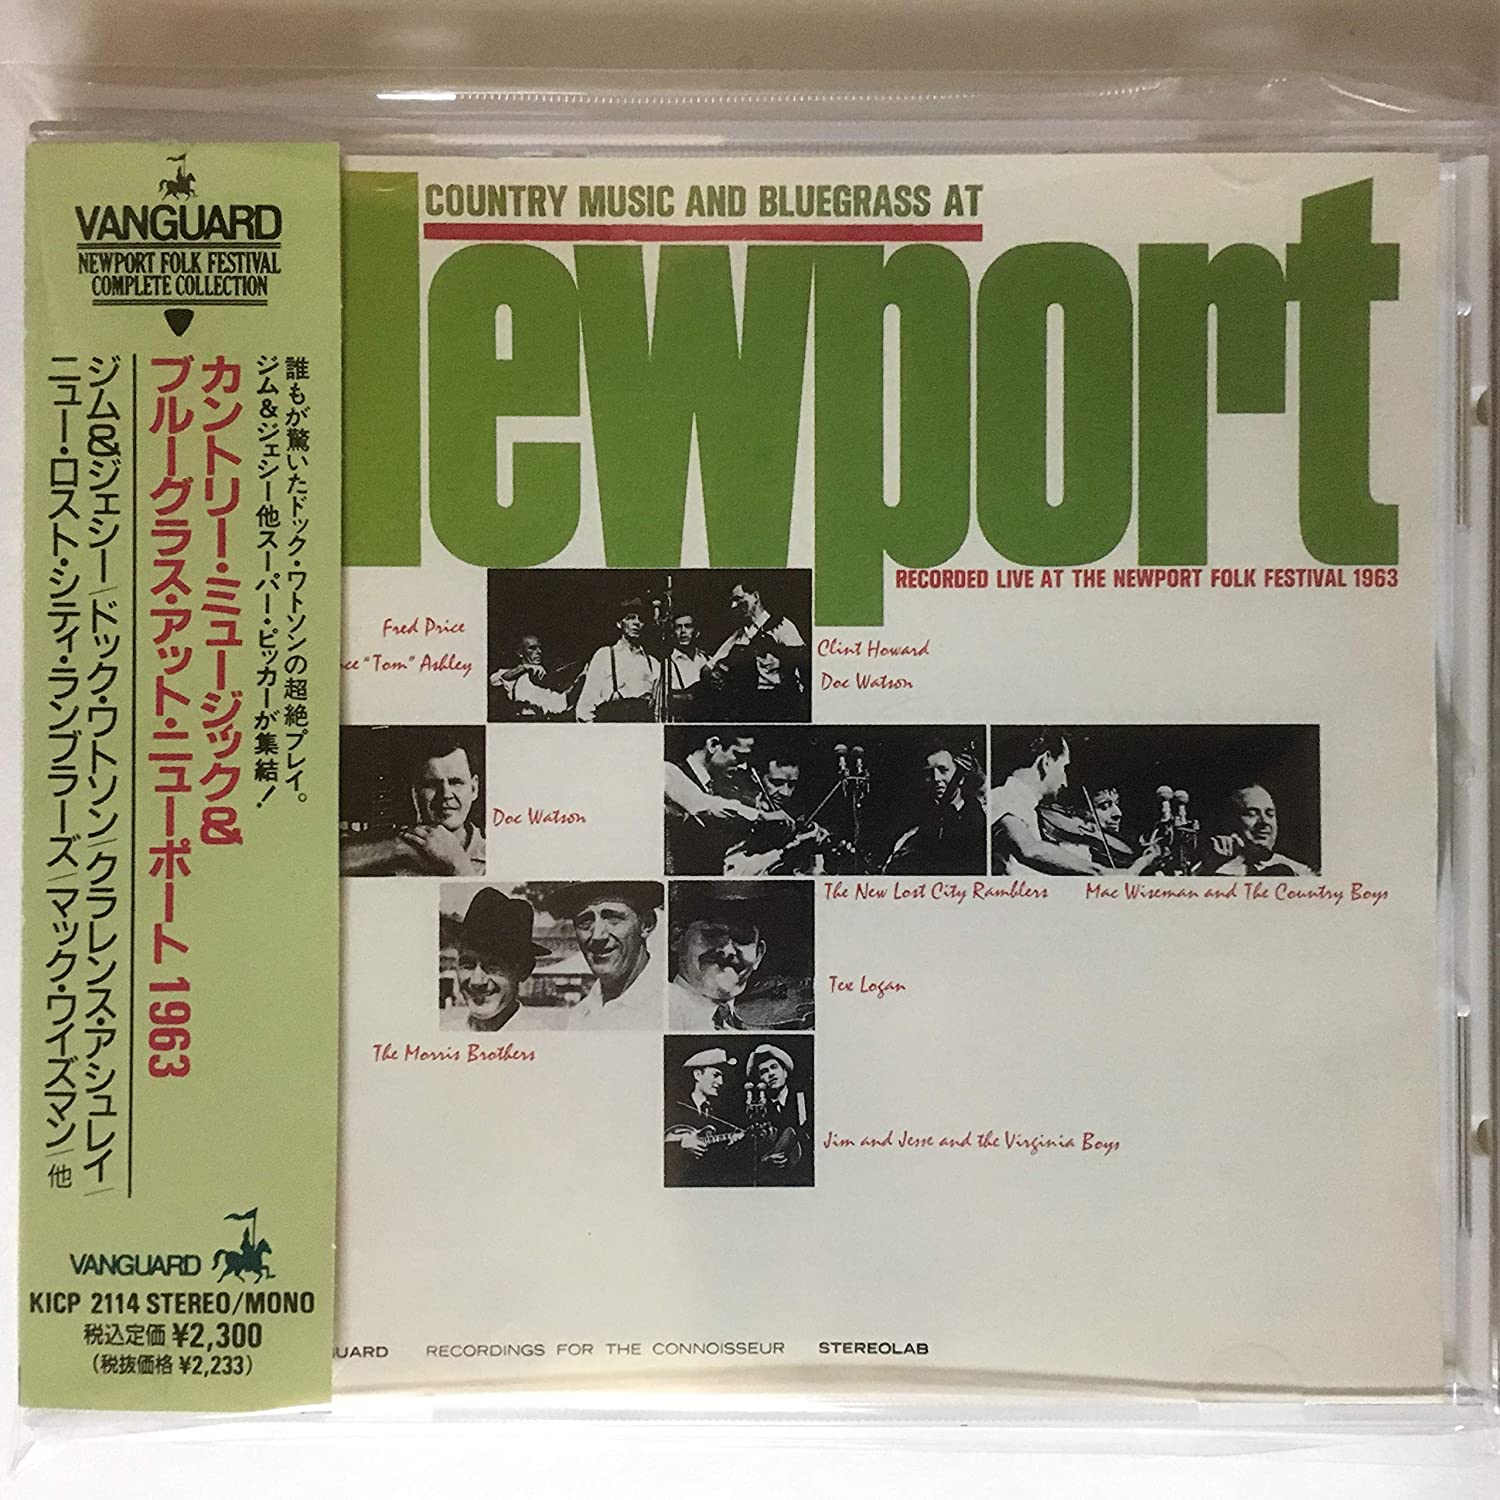 VANGUARD
NEWPORT FOLK FESTIVAL
COMPLETE COLLECTION
誰もが驚いたドック・ワトソンの超絶プレイ。
ジム&ジェシー他スーパー・ピッカーが集結!
カントリー・ミュージック&
ブルーグラス・アット・ニューポート 1963
ジム&ジェシー/ドック・ワトソン/クラレンス・アシュレイ/
ニュー・ロスト・シティ・ランブラーズ/マック・ワイズマン/他
VANGUARD
KICP 2114 STEREO/MONO
税込定価 ¥2,300
(税抜価格 ¥2,233)
COUNTRY MUSIC AND BLUEGRASS AT
ewport
RECORDED LIVE AT THE NEWPORT FOLK FESTIVAL 1963
Fred Price
"Tom" Ashley
Clint Howard
Doc Watson
Doc Watson
The New Lost City Ramblers
Mac Wiseman and The Country Boys
Tex Logan
The Morris Brothers
Jim and Jesse and the Virginia Boys
UARD RECORDINGS FOR THE CONNOISSEUR STEREOLAB